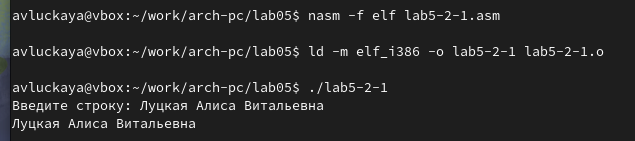 avluckaya@vbox:~/work/arch-pc/lab05$ nasm -f elf lab5-2-1.asm
avluckaya@vbox:~/work/arch-pc/lab05$ ld -m elf_i386 -o lab5-2-1 lab5-2-1.o
avluckaya@vbox:~/work/arch-pc/lab05$ ./lab5-2-1
Введите строку: Луцкая Алиса Витальевна
Луцкая Алиса Витальевна